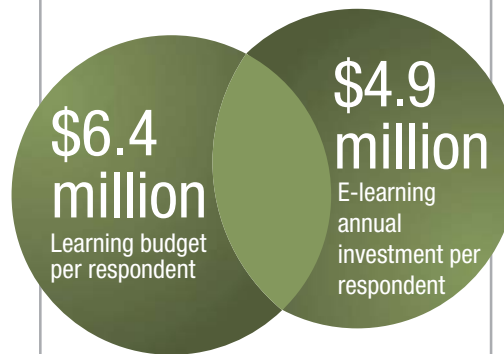 $6.4
million
Learning budget
per respondent
$4.9
million
E-learning
annual
investment per
respondent